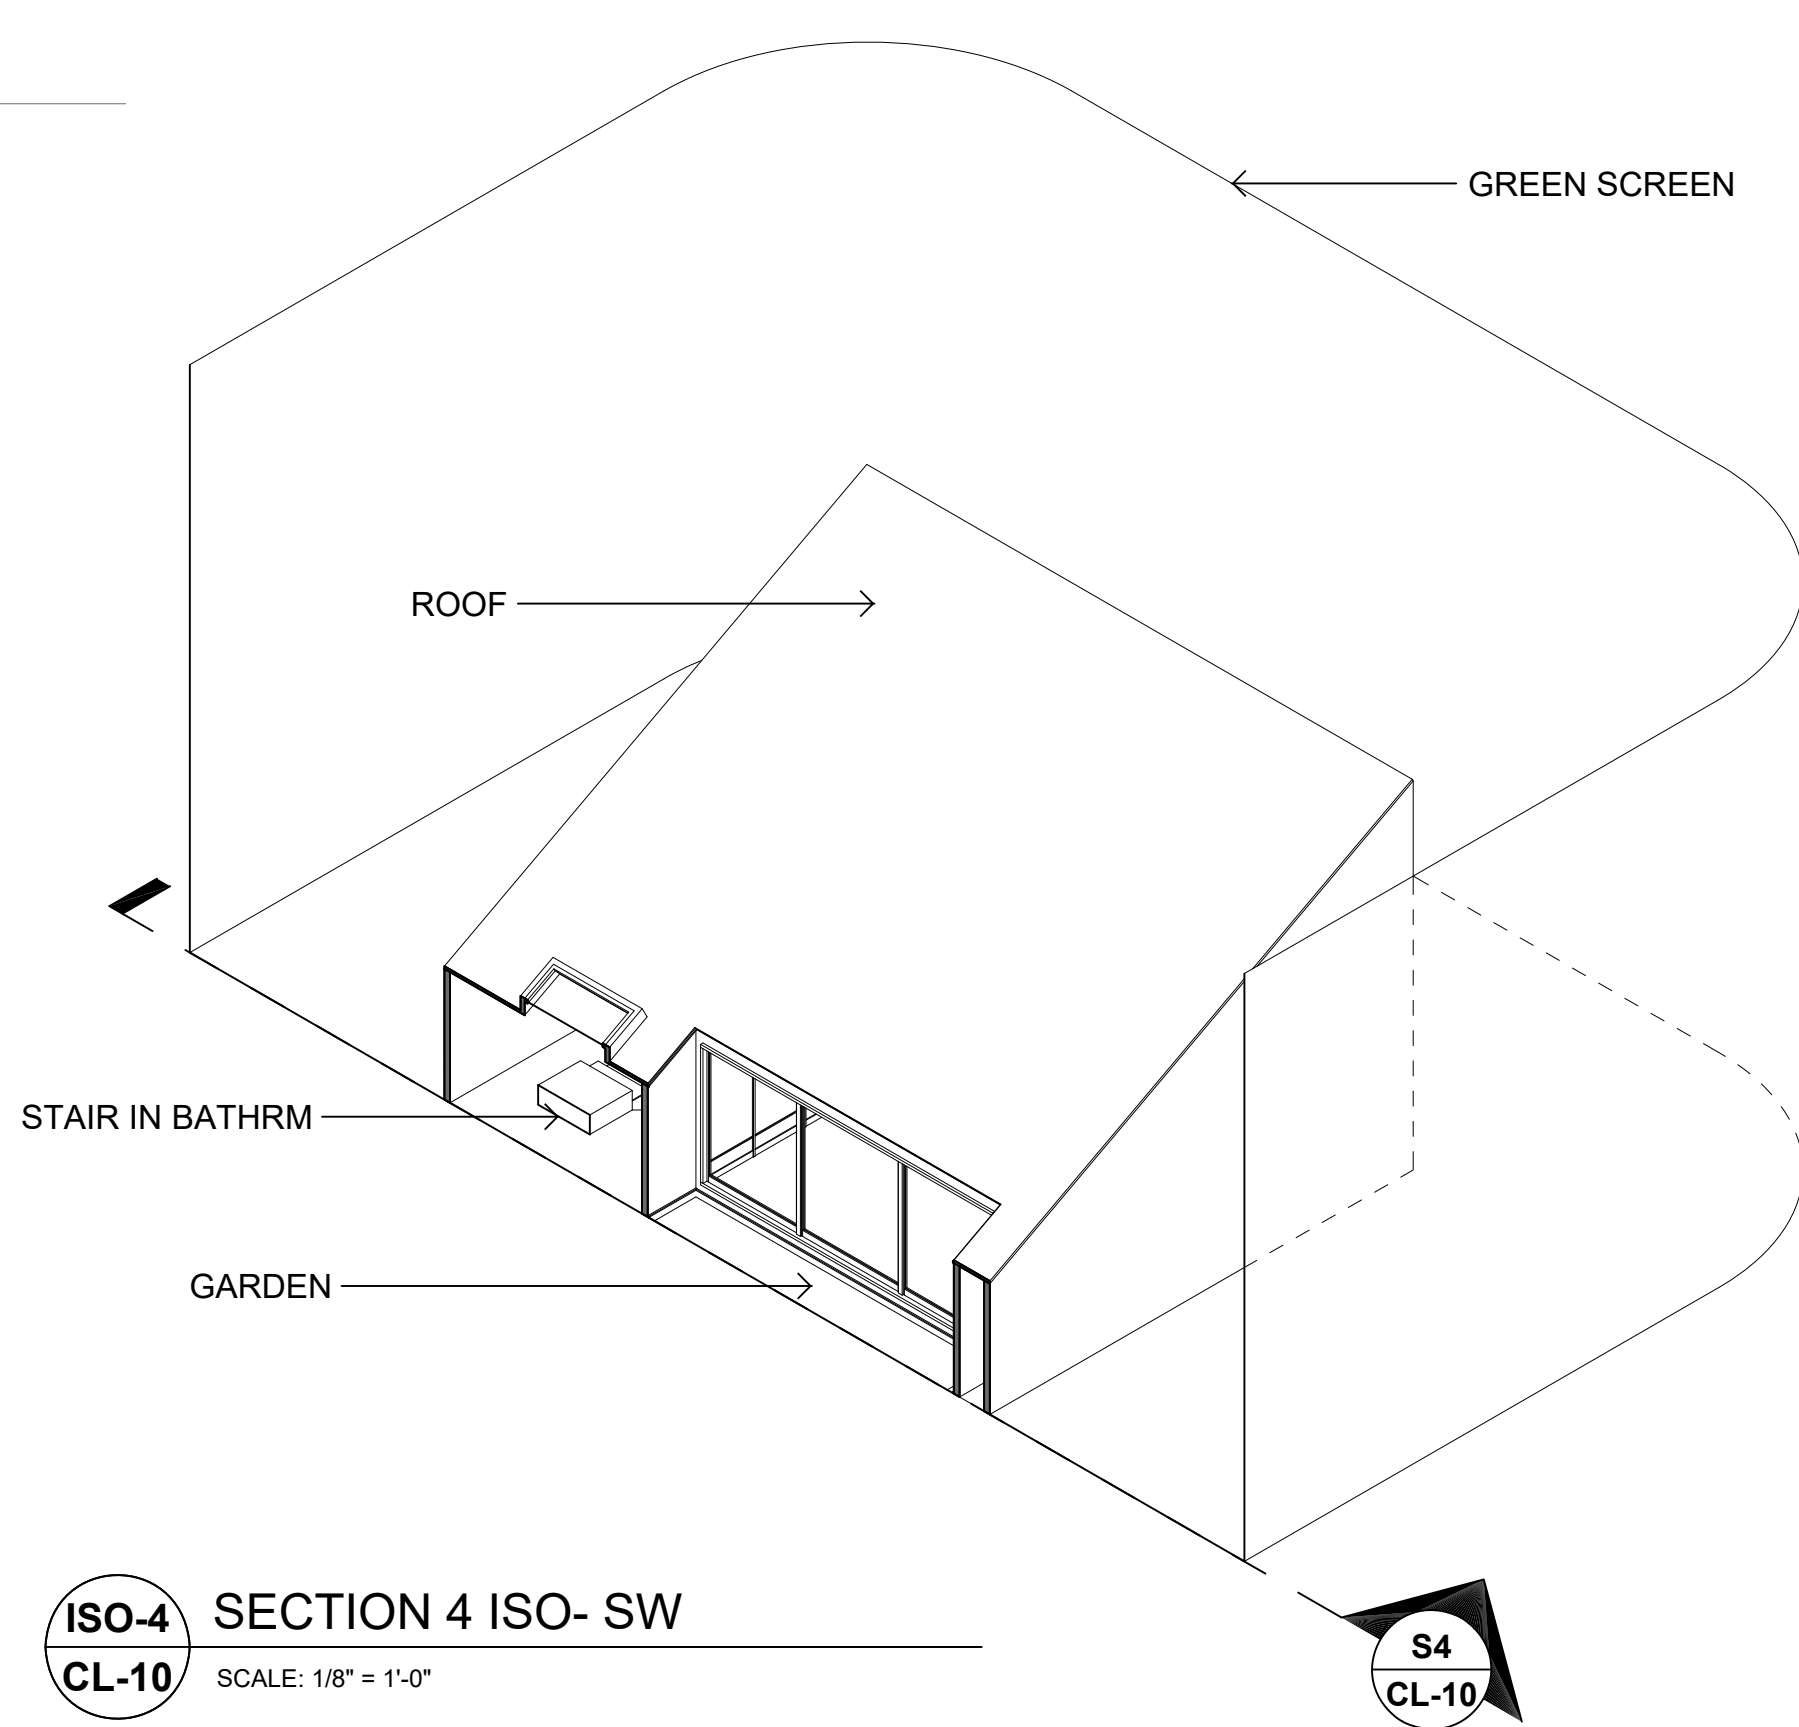 GREEN SCREEN
ROOF
STAIR IN BATHRM
GARDEN
ISO-4
SECTION 4 ISO- SW
CL-10
SCALE: 1/8" = 1'-0"
S4
CL-10